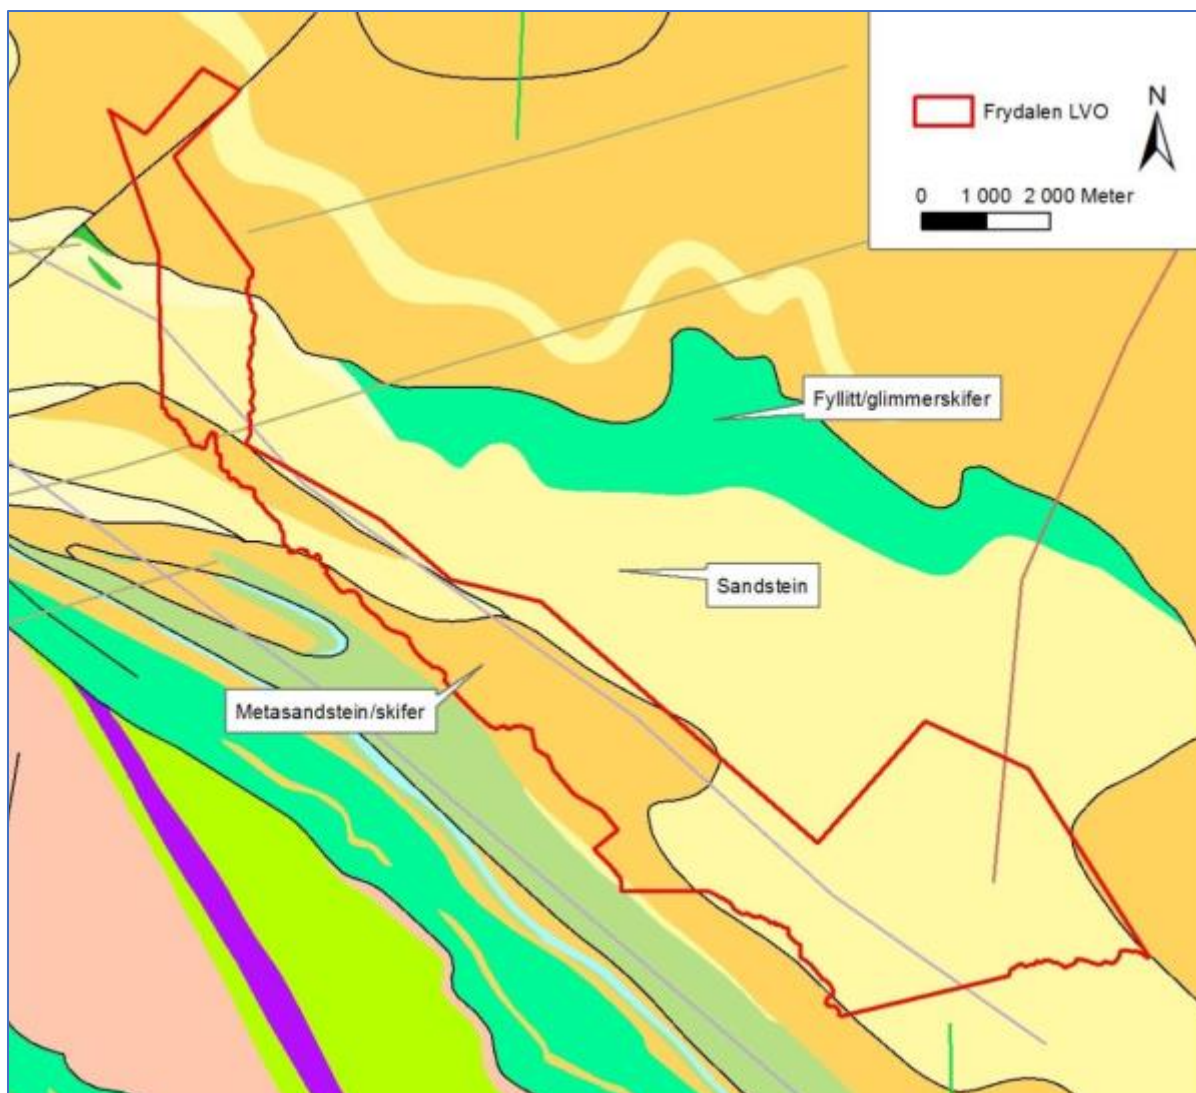 N
Frydalen LVO
0 1 000 2 000 Meter
Fyllitt/glimmerskifer
Sandstein
Metasandstein/skifer